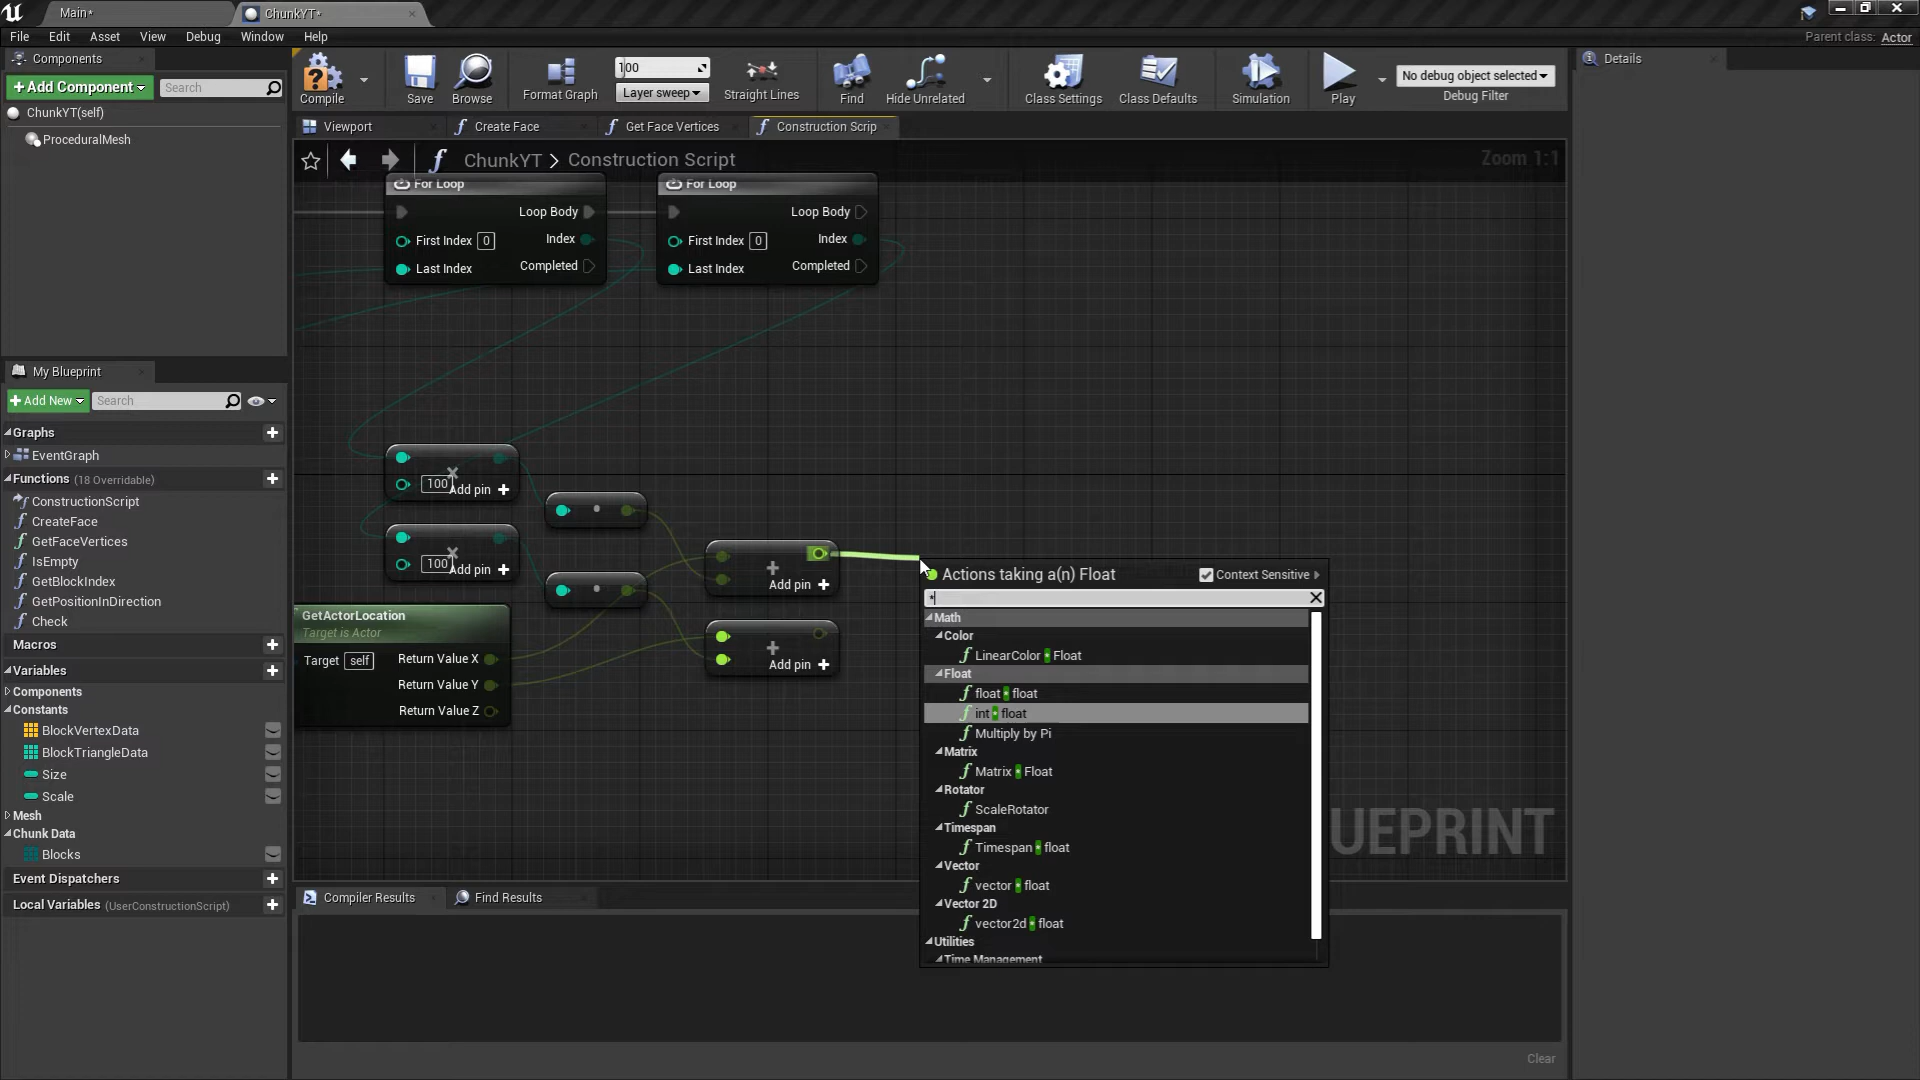 Main*
ChunkYT*
File Edit Asset View Debug Window Help
Parent class: Actor
Components
+Add Component
Search
ChunkYT(self)
ProceduralMesh
Compile
Save
Browse
Format Graph
100
Layer sweep
Straight Lines
Find
Hide Unrelated
Class Settings
Class Defaults
Simulation
Play
No debug object selected
Debug Filter
Details
Viewport
Create Face
Get Face Vertices
Construction Scrip
ChunkYT > Construction Script
Zoom 1:1
For Loop
Loop Body
First Index 0
Index
Last Index
Completed
For Loop
Loop Body
First Index 0
Index
Last Index
Completed
My Blueprint
+Add New
Search
Graphs
EventGraph
Functions (18 Overridable)
ConstructionScript
CreateFace
GetFaceVertices
IsEmpty
GetBlockIndex
GetPositionInDirection
Check
Macros
Variables
Components
Constants
BlockVertexData
BlockTriangleData
Size
Scale
Mesh
Chunk Data
Blocks
Event Dispatchers
Local Variables (UserConstructionScript)
100
Add pin +
100
Add pin +
Add pin +
Add pin +
GetActorLocation
Target is Actor
Target self
Return Value X
Return Value Y
Return Value Z
Actions taking a(n) Float
Context Sensitive
*
Math
Color
LinearColor * Float
Float
float * float
int * float
Multiply by Pi
Matrix
Matrix * Float
Rotator
ScaleRotator
Timespan
Timespan * float
Vector
vector * float
Vector 2D
vector2d * float
Utilities
Time Management
UEPRINT
Compiler Results
Find Results
Clear